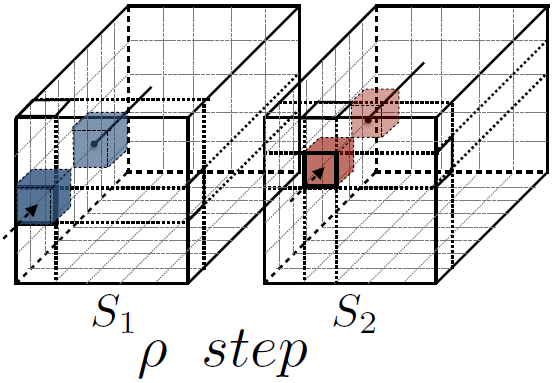 S₁ S₂
ρ step